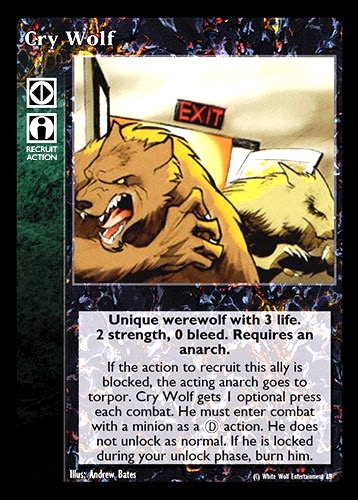 Cry Wolf
RECRUIT
ACTION
EXIT
Unique werewolf with 3 life.
2 strength, 0 bleed. Requires an
anarch.
If the action to recruit this ally is
blocked, the acting anarch goes to
torpor. Cry Wolf gets 1 optional press
each combat. He must enter combat
with a minion as a Ⓓ action. He does
not unlock as normal. If he is locked
during your unlock phase, burn him.
Illus: Andrew Bates
(C) White Wolf Entertainment AB